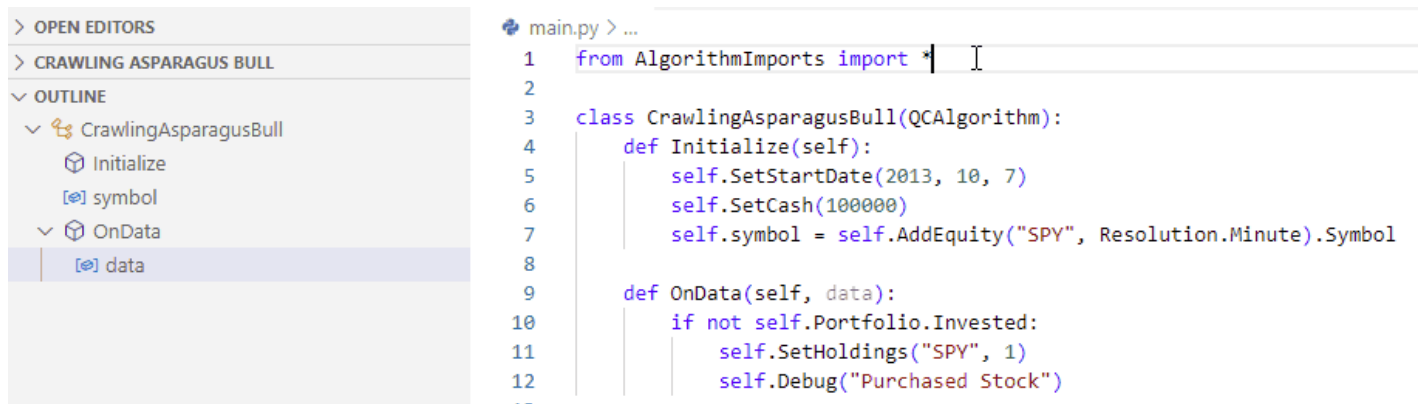 OPEN EDITORS
CRAWLING ASPARAGUS BULL
OUTLINE
CrawlingAsparagusBull
Initialize
symbol
OnData
data
main.py > ...
1 from AlgorithmImports import *
2
3 class CrawlingAsparagusBull(QCAlgorithm):
4     def Initialize(self):
5         self.SetStartDate(2013, 10, 7)
6         self.SetCash(100000)
7         self.symbol = self.AddEquity("SPY", Resolution.Minute).Symbol
8
9     def OnData(self, data):
10         if not self.Portfolio.Invested:
11             self.SetHoldings("SPY", 1)
12             self.Debug("Purchased Stock")